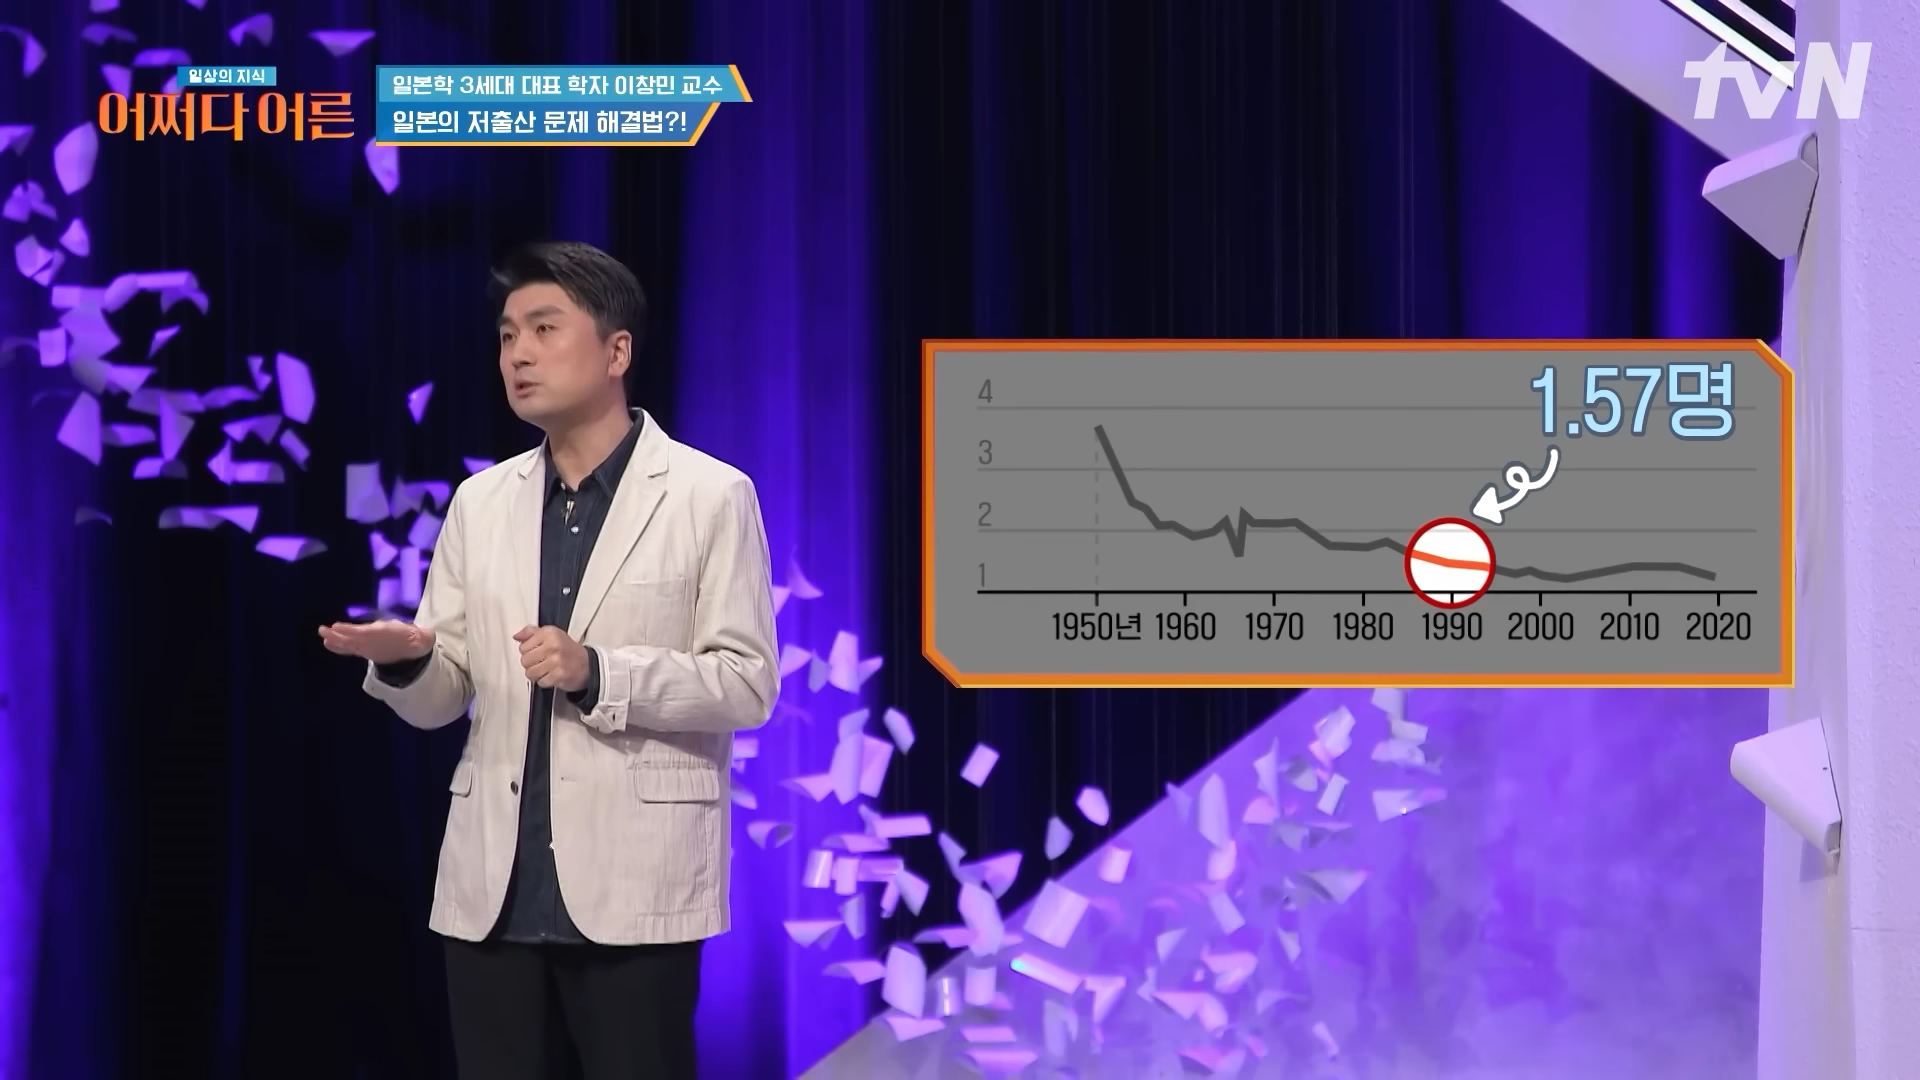 일상의 지식
어쩌다 어른
일본학 3세대 대표 학자 이창민 교수
일본의 저출산 문제 해결법?!
tvN
1.57명
4
3
2
1
1950년 1960 1970 1980 1990 2000 2010 2020